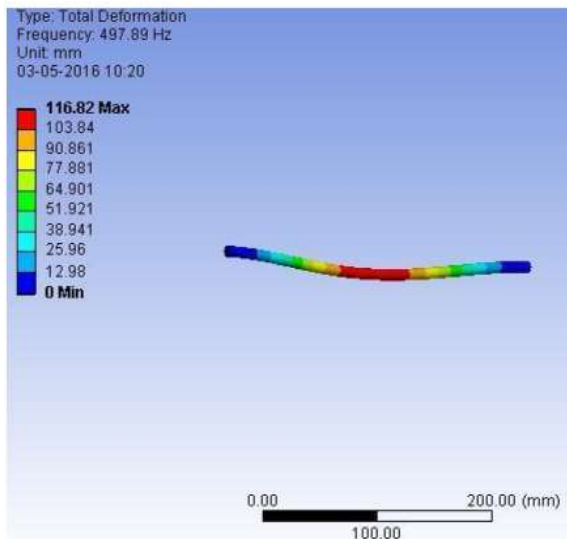 Type: Total Deformation
Frequency: 497.89 Hz
Unit: mm
03-05-2016 10:20
116.82 Max
103.84
90.861
77.881
64.901
51.921
38.941
25.96
12.98
0 Min
0.00 200.00 (mm)
100.00